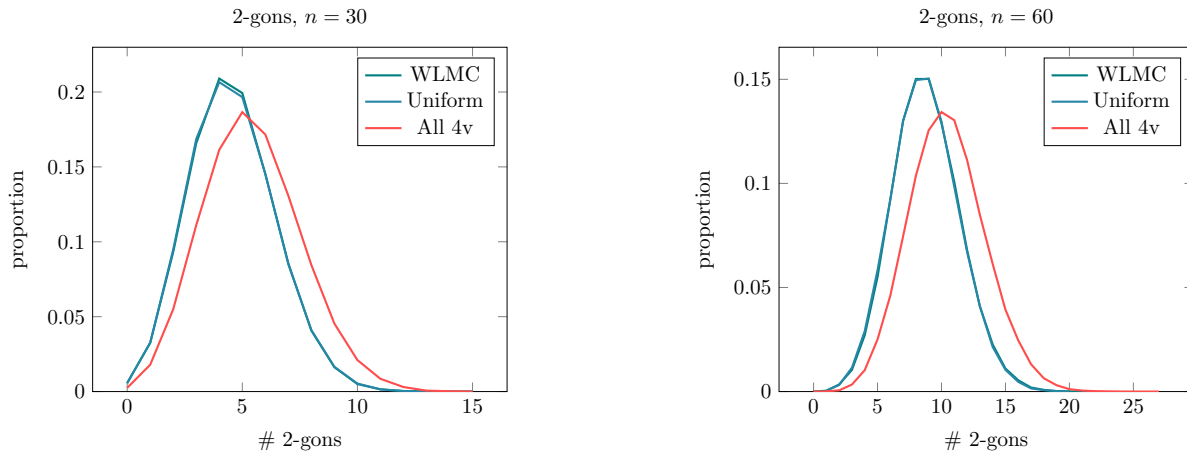 2-gons, n = 30
WLMC
Uniform
All 4v
0.2
0.15
0.1
0.05
0
proportion
0
5
10
15
# 2-gons
2-gons, n = 60
WLMC
Uniform
All 4v
0.15
0.1
0.05
0
proportion
0
5
10
15
20
25
# 2-gons